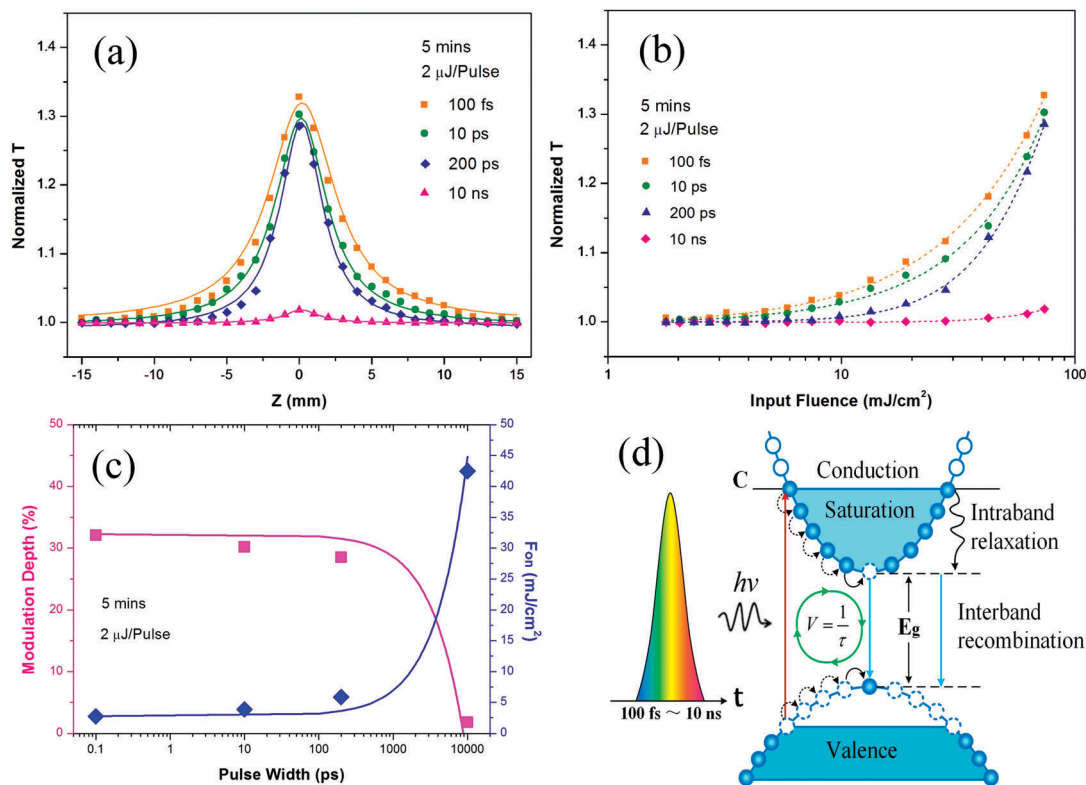 (a)
5 mins
2 μJ/Pulse
100 fs
10 ps
200 ps
10 ns
1.4
1.3
1.2
1.1
1.0
Normalized T
-15 -10 -5 0 5 10 15
Z (mm)
(b)
5 mins
2 μJ/Pulse
100 fs
10 ps
200 ps
10 ns
1.4
1.3
1.2
1.1
1.0
Normalized T
1 10 100
Input Fluence (mJ/cm²)
(c)
50
40
30
20
10
0
Modulation Depth (%)
5 mins
2 μJ/Pulse
50
45
40
35
30
25
20
15
10
5
0
Fon (mJ/cm²)
0.1 1 10 100 1000 10000
Pulse Width (ps)
(d)
C
Conduction
Saturation
Intraband
relaxation
hν
V = 1/τ
Eg
Interband
recombination
t
100 fs ~ 10 ns
Valence